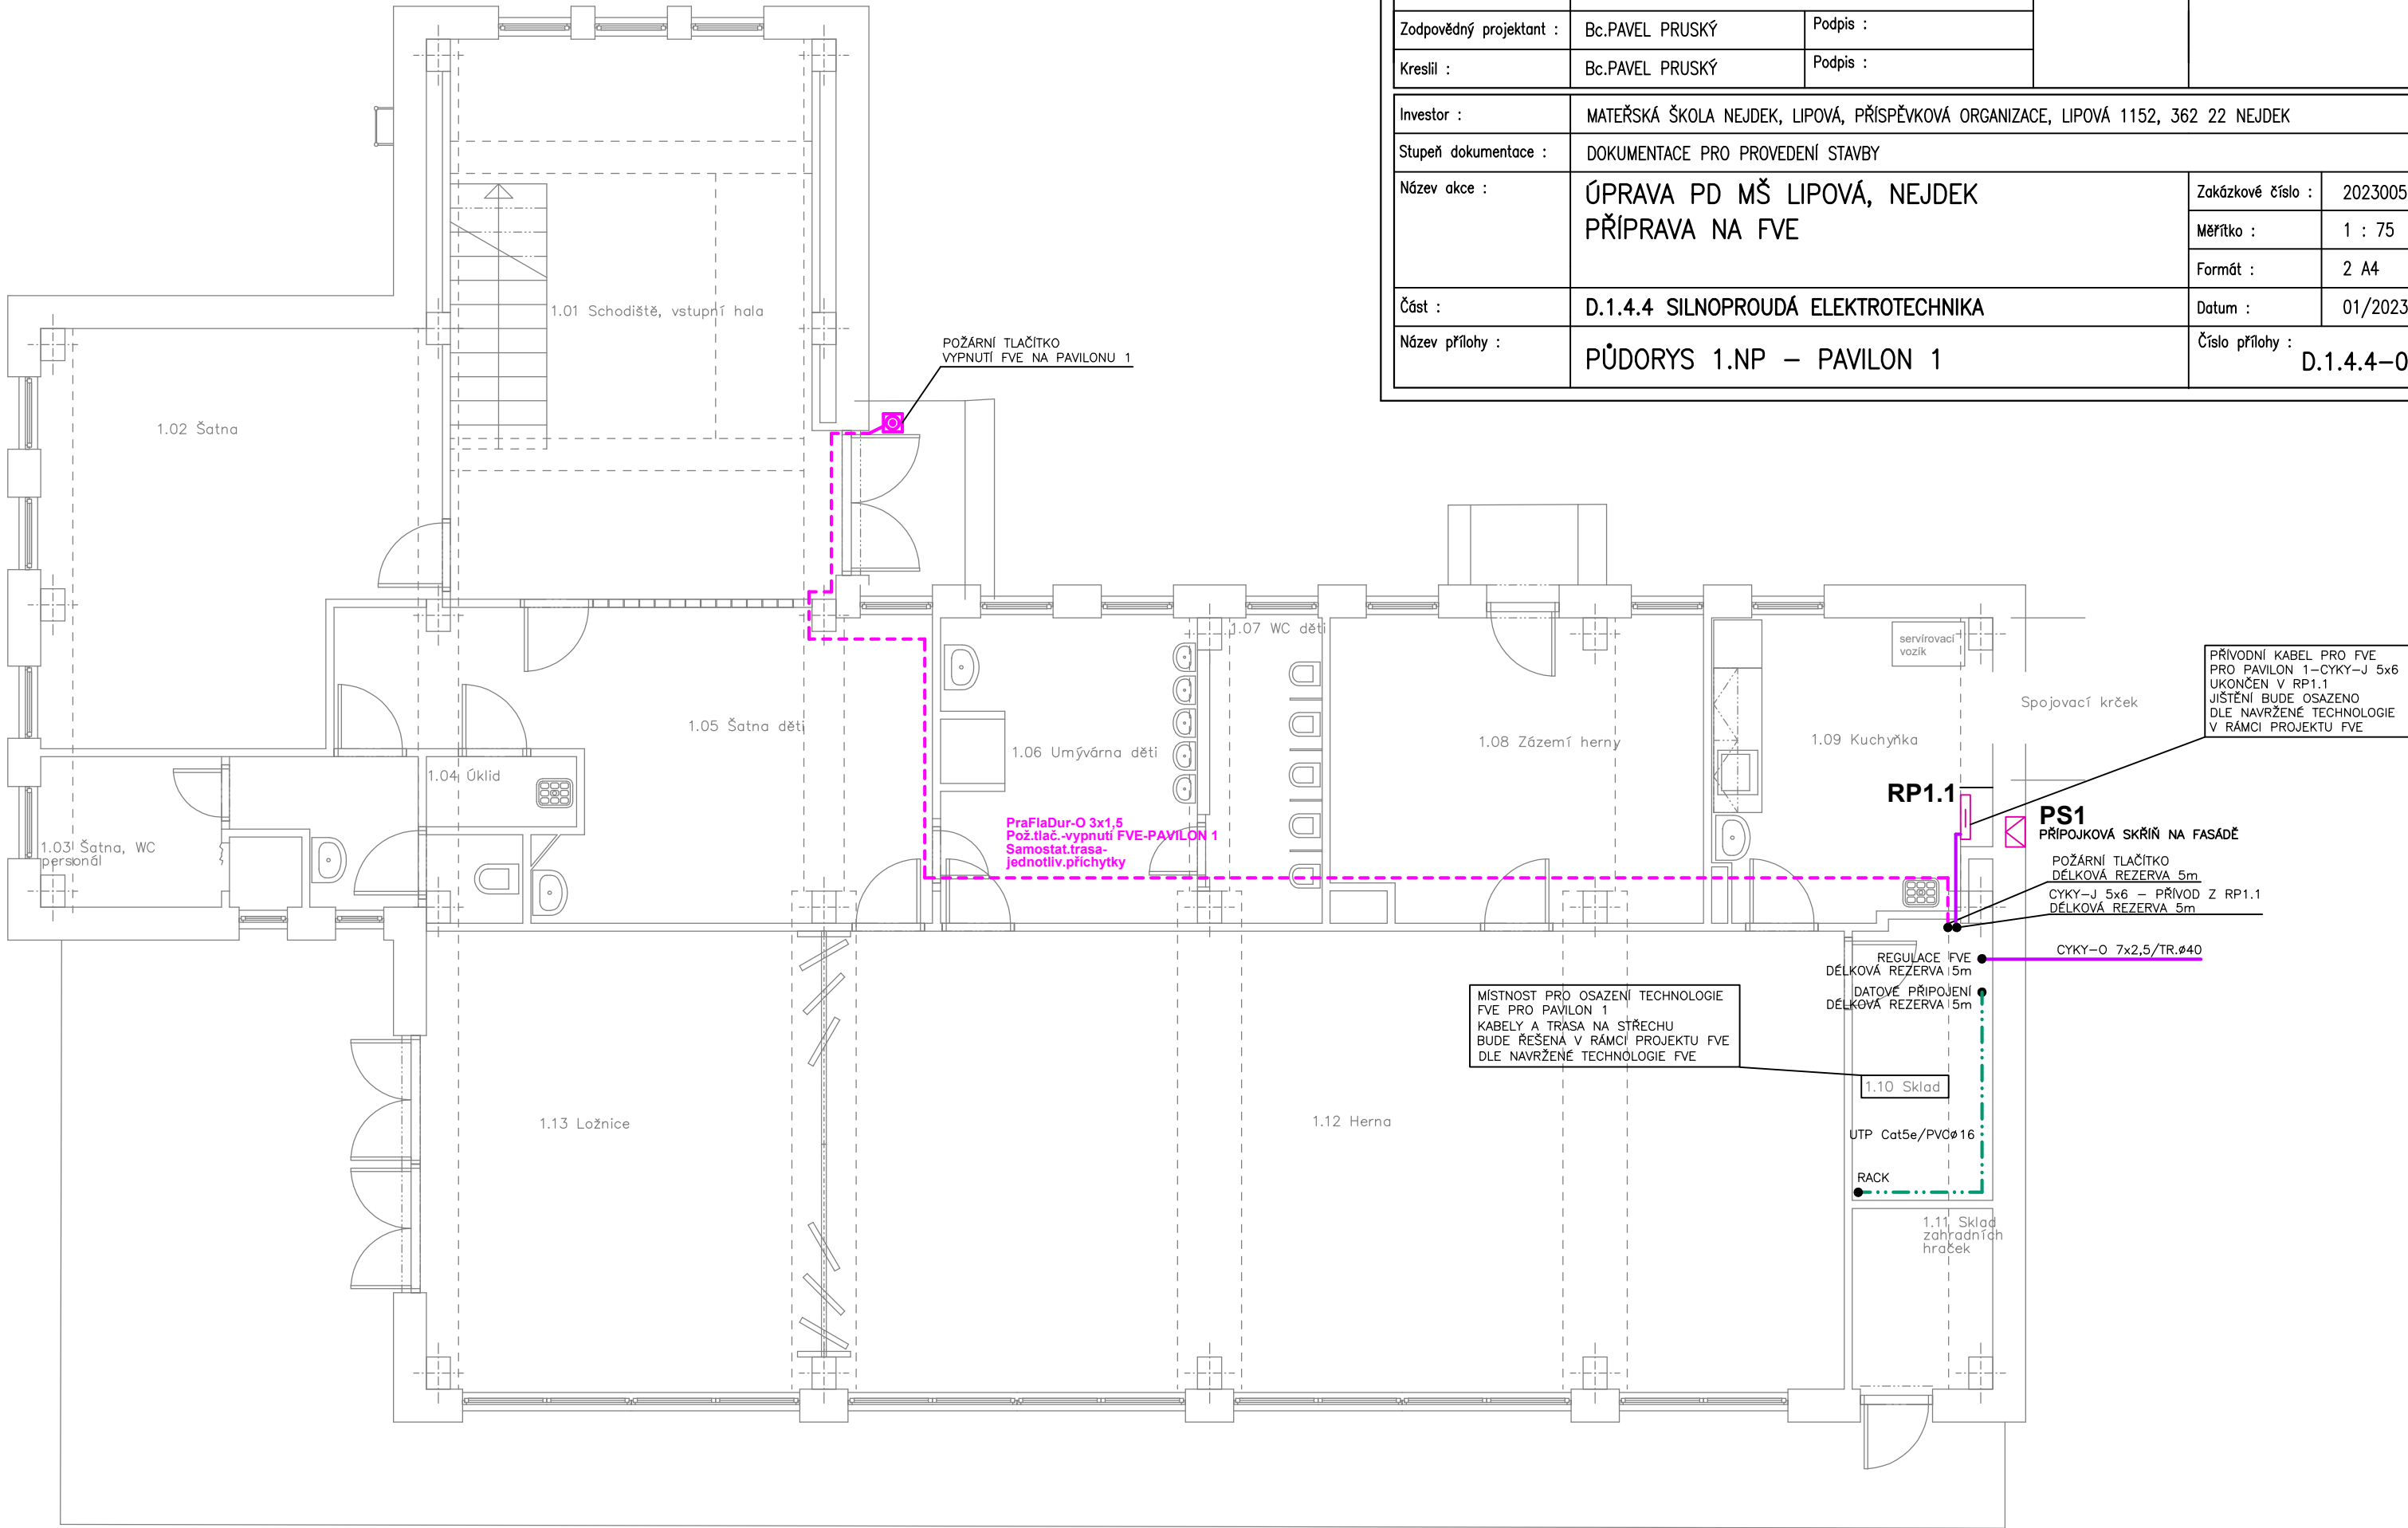 Zodpovědný projektant : Bc.PAVEL PRUSKÝ Podpis :
Kreslil : Bc.PAVEL PRUSKÝ Podpis :
Investor : MATEŘSKÁ ŠKOLA NEJDEK, LIPOVÁ, PŘÍSPĚVKOVÁ ORGANIZACE, LIPOVÁ 1152, 362 22 NEJDEK
Stupeň dokumentace : DOKUMENTACE PRO PROVEDENÍ STAVBY
Název akce : ÚPRAVA PD MŠ LIPOVÁ, NEJDEK
PŘÍPRAVA NA FVE
Zakázkové číslo : 2023005
Měřítko : 1 : 75
Formát : 2 A4
Část : D.1.4.4 SILNOPROUDÁ ELEKTROTECHNIKA
Datum : 01/2023
Název přílohy : PŮDORYS 1.NP – PAVILON 1
Číslo přílohy :
D.1.4.4-0
1.01 Schodiště, vstupní hala
POŽÁRNÍ TLAČÍTKO
VYPNUTÍ FVE NA PAVILONU 1
1.02 Šatna
1.07 WC děti
servírovací
vozík
PŘÍVODNÍ KABEL PRO FVE
PRO PAVILON 1-CYKY-J 5x6
UKONČEN V RP1.1
JIŠTĚNÍ BUDE OSAZENO
DLE NAVRŽENÉ TECHNOLOGIE
V RÁMCI PROJEKTU FVE
Spojovací krček
1.05 Šatna děti
1.06 Umývárna děti
1.08 Zázemí herny
1.09 Kuchyňka
1.04 Úklid
RP1.1
PS1
PŘÍPOJKOVÁ SKŘÍŇ NA FASÁDĚ
PraFlaDur-O 3x1,5
Pož.tlač.-vypnutí FVE-PAVILON 1
Samostat.trasa-
jednotliv.příchytky
1.03 Šatna, WC
personál
POŽÁRNÍ TLAČÍTKO
DÉLKOVÁ REZERVA 5m
CYKY-J 5x6 – PŘÍVOD Z RP1.1
DÉLKOVÁ REZERVA 5m
CYKY-O 7x2,5/TR.ø40
REGULACE FVE
DÉLKOVÁ REZERVA 5m
DATOVÉ PŘIPOJENÍ
DÉLKOVÁ REZERVA 5m
MÍSTNOST PRO OSAZENÍ TECHNOLOGIE
FVE PRO PAVILON 1
KABELY A TRASA NA STŘECHU
BUDE ŘEŠENA V RÁMCI PROJEKTU FVE
DLE NAVRŽENÉ TECHNOLOGIE FVE
1.10 Sklad
1.13 Ložnice
1.12 Herna
UTP Cat5e/PVCø16
RACK
1.11 Sklad
zahradních
hraček